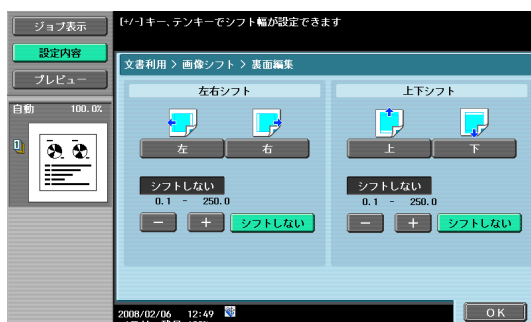 ジョブ表示
[+/-]キー、テンキーでシフト幅が設定できます
設定内容
プレビュー
文書利用 > 画像シフト > 裏面編集
自動 100.0%
左右シフト
上下シフト
左 右
上 下
シフトしない
シフトしない
0.1 - 250.0
0.1 - 250.0
- + シフトしない
- + シフトしない
2008/02/06 12:49
OK